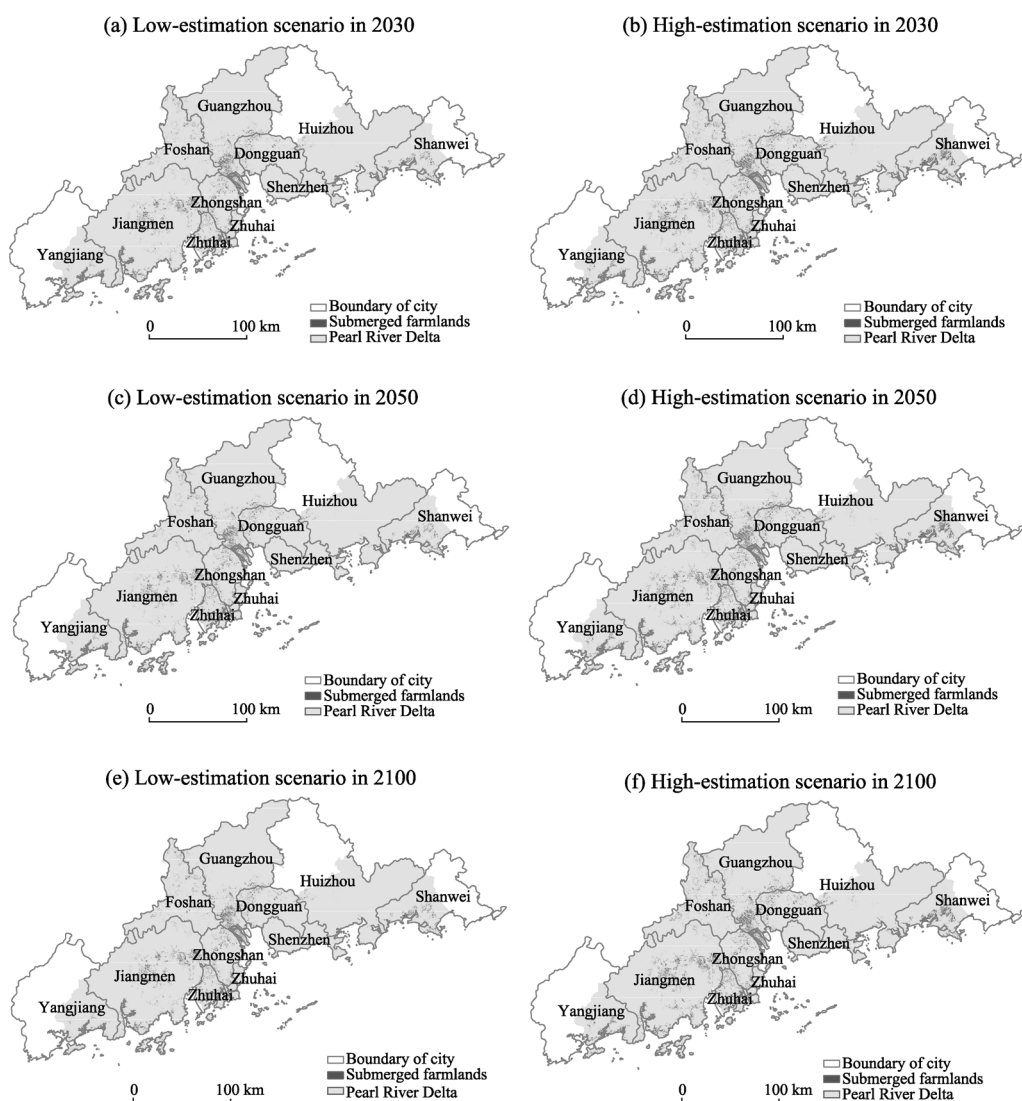 (a) Low-estimation scenario in 2030
Guangzhou
Huizhou
Shanwei
Foshan
Dongguan
Shenzhen
Zhongshan
Jiangmen
Zhuhai
Zhuhai
Yangjiang
Boundary of city
Submerged farmlands
Pearl River Delta
0 100 km
(b) High-estimation scenario in 2030
Guangzhou
Huizhou
Shanwei
Foshan
Dongguan
Shenzhen
Zhongshan
Jiangmen
Zhuhai
Zhuhai
Yangjiang
Boundary of city
Submerged farmlands
Pearl River Delta
0 100 km
(c) Low-estimation scenario in 2050
Guangzhou
Huizhou
Shanwei
Foshan
Dongguan
Shenzhen
Zhongshan
Jiangmen
Zhuhai
Zhuhai
Yangjiang
Boundary of city
Submerged farmlands
Pearl River Delta
0 100 km
(d) High-estimation scenario in 2050
Guangzhou
Huizhou
Shanwei
Foshan
Dongguan
Shenzhen
Zhongshan
Jiangmen
Zhuhai
Zhuhai
Yangjiang
Boundary of city
Submerged farmlands
Pearl River Delta
0 100 km
(e) Low-estimation scenario in 2100
Guangzhou
Huizhou
Shanwei
Foshan
Dongguan
Shenzhen
Zhongshan
Jiangmen
Zhuhai
Zhuhai
Yangjiang
Boundary of city
Submerged farmlands
Pearl River Delta
0 100 km
(f) High-estimation scenario in 2100
Guangzhou
Huizhou
Shanwei
Foshan
Dongguan
Shenzhen
Zhongshan
Jiangmen
Zhuhai
Zhuhai
Yangjiang
Boundary of city
Submerged farmlands
Pearl River Delta
0 100 km